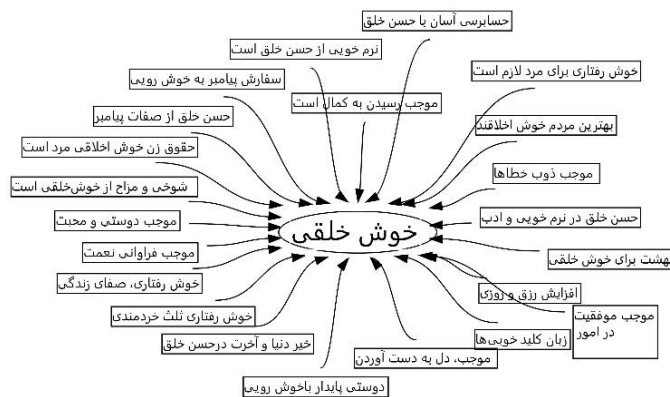 حسابرسی آسان با حسن خلق
نرم خویی از حسن خلق است
خوش رفتاری برای مرد لازم است
سفارش پیامبر به خوش رویی
موجب رسیدن به کمال است
حسن خلق از صفات پیامبر
بهترین مردم خوش اخلاقند
حقوق زن خوش اخلاقی مرد است
موجب ذوب خطاها
شوخی و مزاح از خوش‌خلقی است
موجب دوستی و محبت
حسن خلق در نرم خویی و ادب
خوش خلقی
موجب فراوانی نعمت
بهشت برای خوش خلقی
خوش رفتاری، صفای زندگی
افزایش رزق و روزی
خوش رفتاری ثلث خردمندی
موجب موفقیت
در امور
زبان کلید خوبی‌ها
خیر دنیا و آخرت درحسن خلق
موجب، دل به دست آوردن
دوستی پایدار باخوش رویی